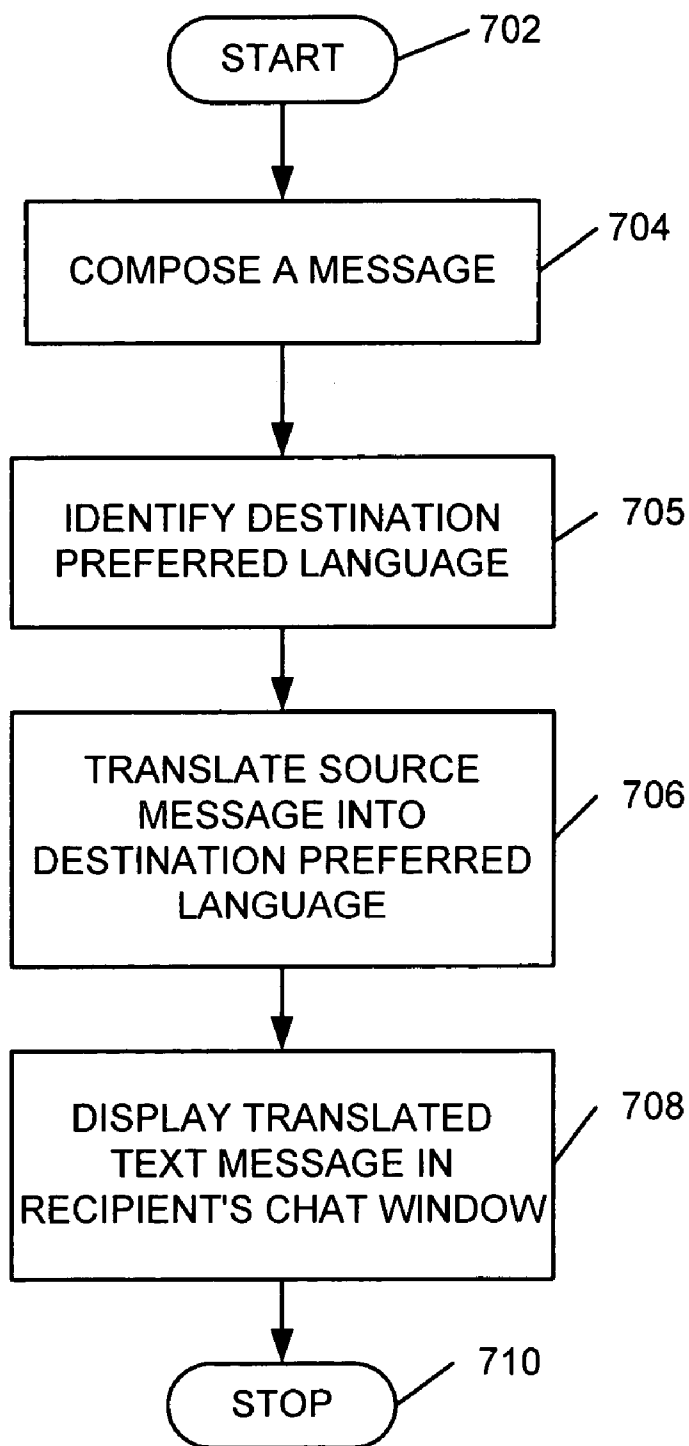 START
702
COMPOSE A MESSAGE
704
IDENTIFY DESTINATION
PREFERRED LANGUAGE
705
TRANSLATE SOURCE
MESSAGE INTO
DESTINATION PREFERRED
LANGUAGE
706
DISPLAY TRANSLATED
TEXT MESSAGE IN
RECIPIENT'S CHAT WINDOW
708
STOP
710